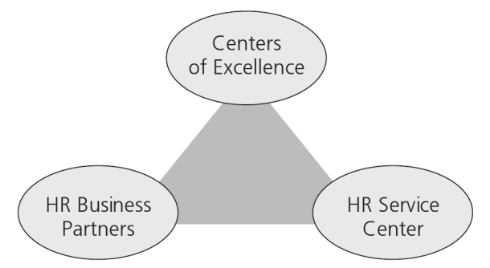 Centers
of Excellence
HR Business
Partners
HR Service
Center